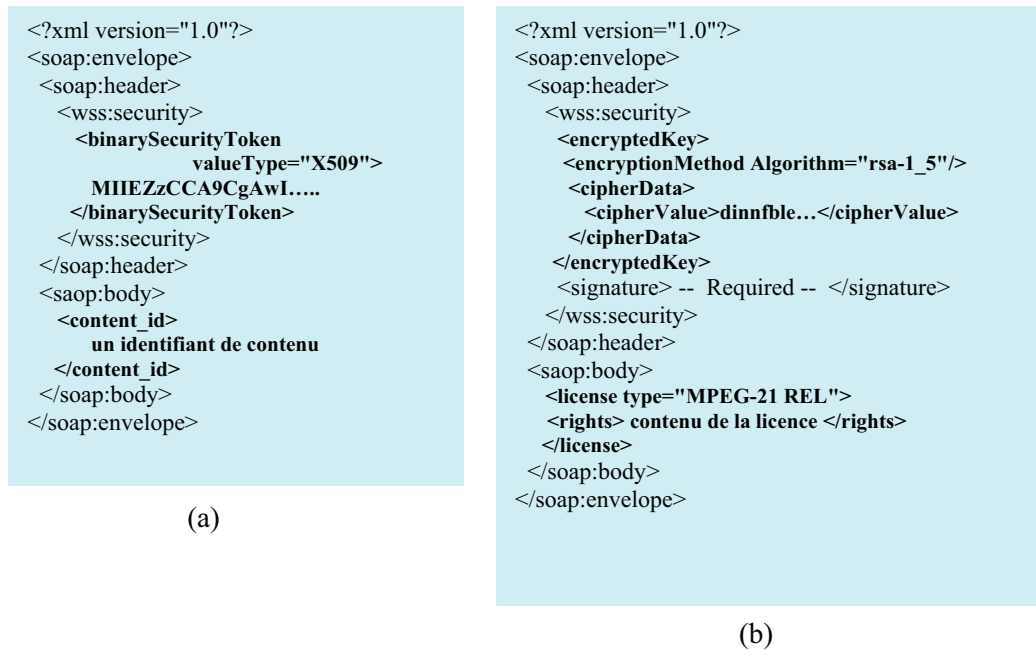 <?xml version="1.0"?>
<soap:envelope>
<soap:header>
<wss:security>
<binarySecurityToken
valueType="X509">
MIIEZzCCA9CgAwI.....
</binarySecurityToken>
</wss:security>
</soap:header>
<saop:body>
<content_id>
un identifiant de contenu
</content_id>
</soap:body>
</soap:envelope>
(a)
<?xml version="1.0"?>
<soap:envelope>
<soap:header>
<wss:security>
<encryptedKey>
<encryptionMethod Algorithm="rsa-1_5"/>
<cipherData>
<cipherValue>dinnfble…</cipherValue>
</cipherData>
</encryptedKey>
<signature> -- Required -- </signature>
</wss:security>
</soap:header>
<saop:body>
<license type="MPEG-21 REL">
<rights> contenu de la licence </rights>
</license>
</soap:body>
</soap:envelope>
(b)